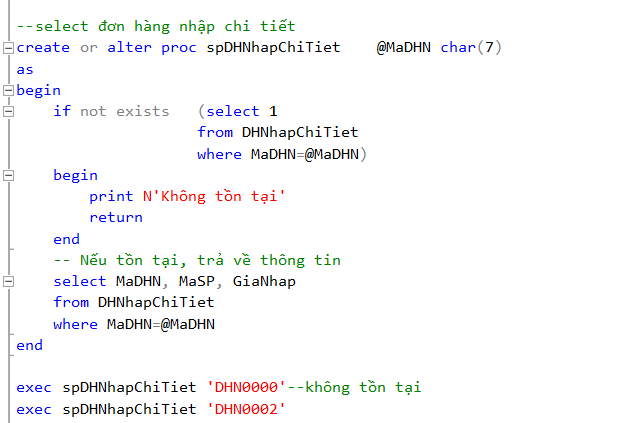 --select đơn hàng nhập chi tiết
create or alter proc spDHNhapChiTiet    @MaDHN char(7)
as
begin
    if not exists   (select 1
                    from DHNhapChiTiet
                    where MaDHN=@MaDHN)
    begin
        print N'Không tồn tại'
        return
    end
    -- Nếu tồn tại, trả về thông tin
    select MaDHN, MaSP, GiaNhap
    from DHNhapChiTiet
    where MaDHN=@MaDHN
end
exec spDHNhapChiTiet 'DHN0000'--không tồn tại
exec spDHNhapChiTiet 'DHN0002'